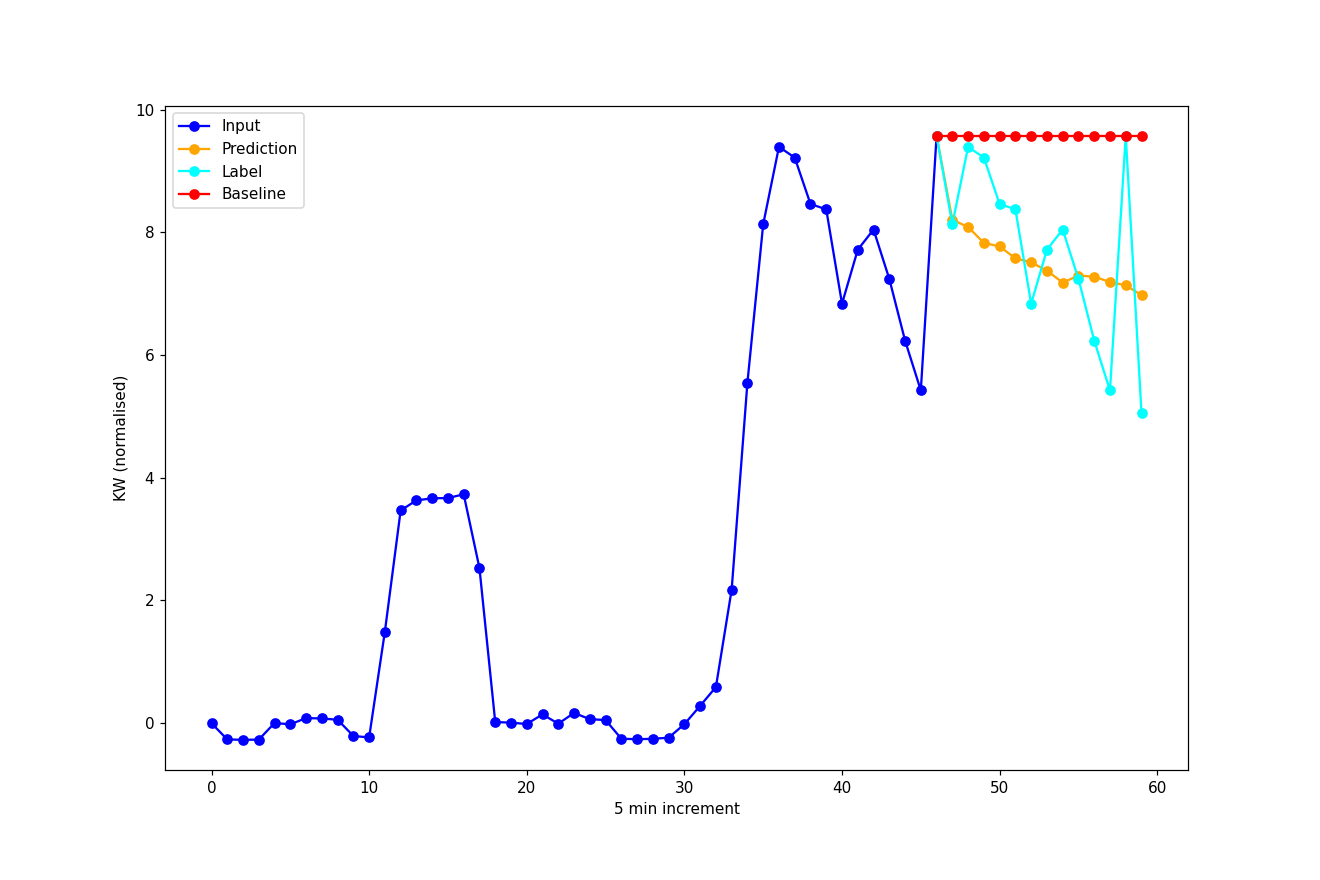 Input
Prediction
Label
Baseline
10
8
6
4
2
0
KW (normalised)
0 10 20 30 40 50 60
5 min increment